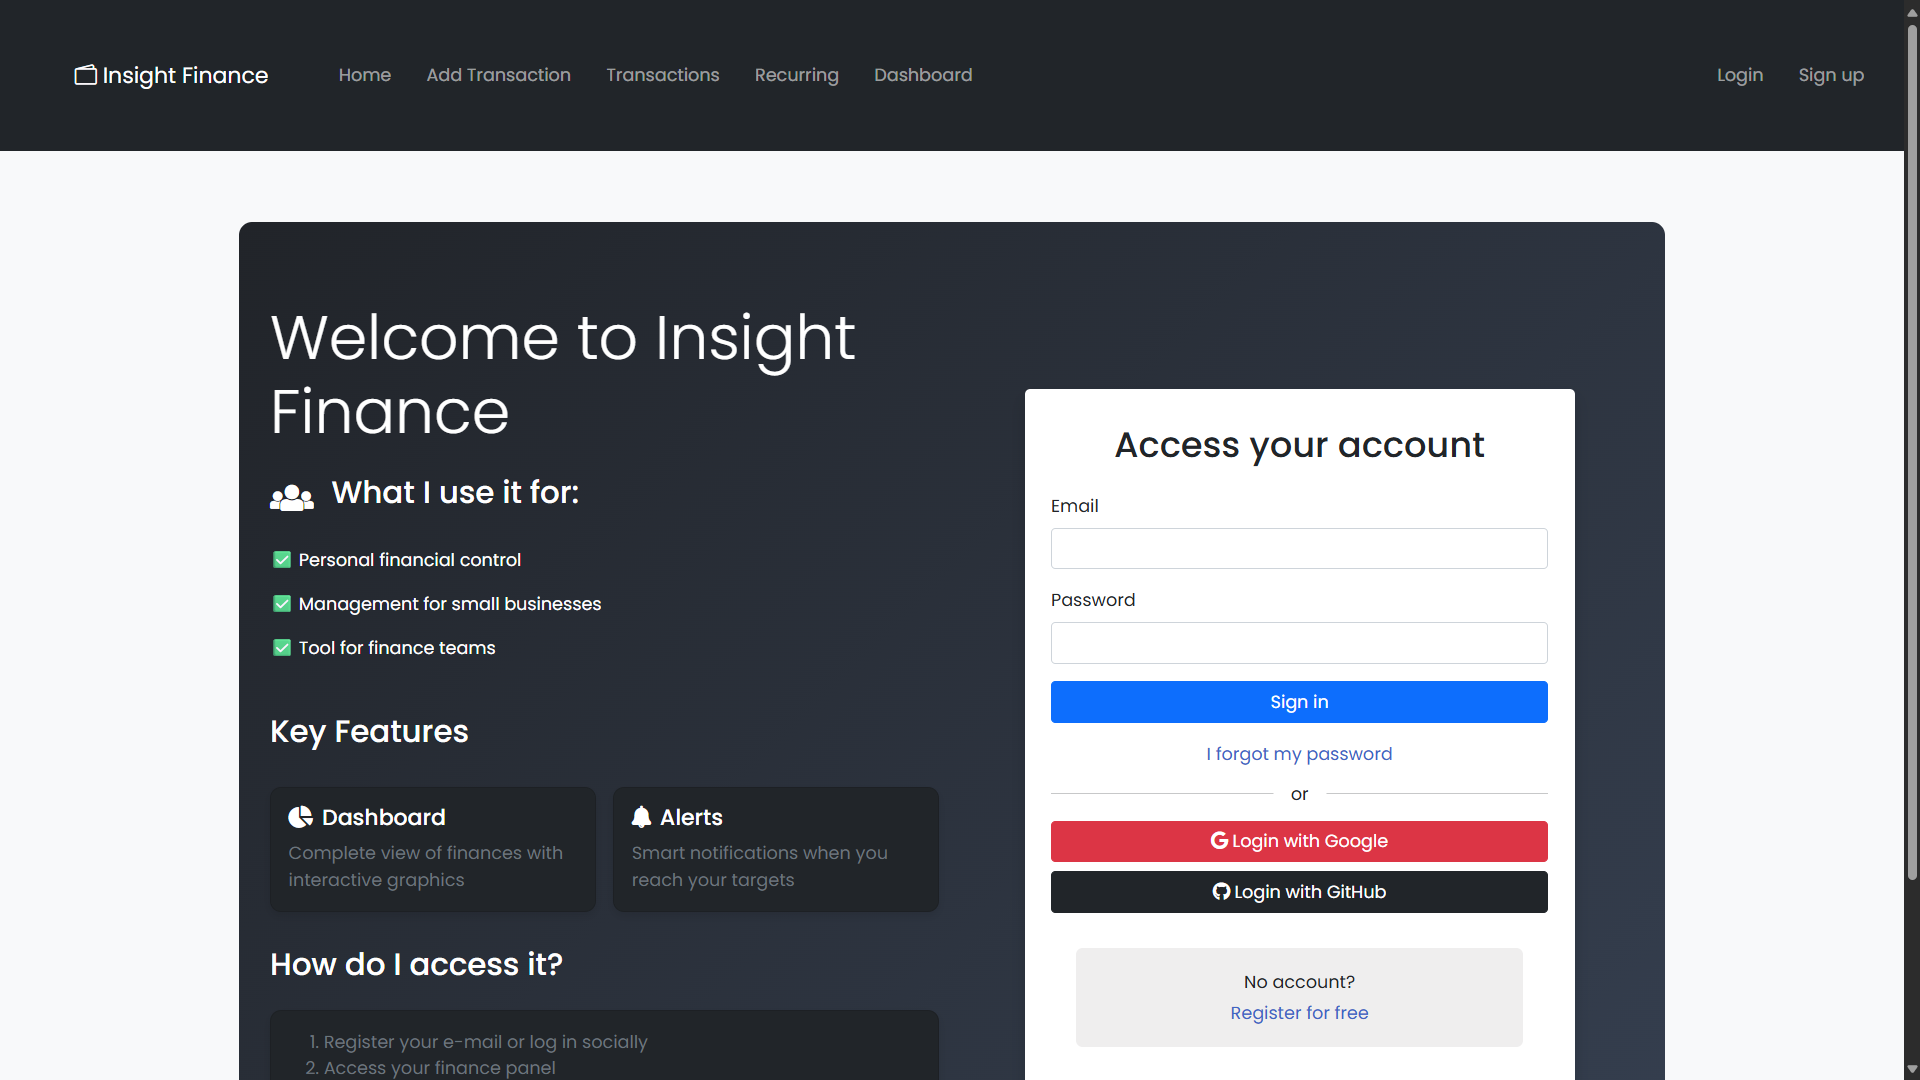 Insight Finance
Home
Add Transaction
Transactions
Recurring
Dashboard
Login
Sign up
Welcome to Insight
Finance
What I use it for:
Personal financial control
Management for small businesses
Tool for finance teams
Key Features
Dashboard
Complete view of finances with
interactive graphics
Alerts
Smart notifications when you
reach your targets
How do I access it?
1. Register your e-mail or log in socially
2. Access your finance panel
Access your account
Email
Password
Sign in
I forgot my password
or
Login with Google
Login with GitHub
No account?
Register for free